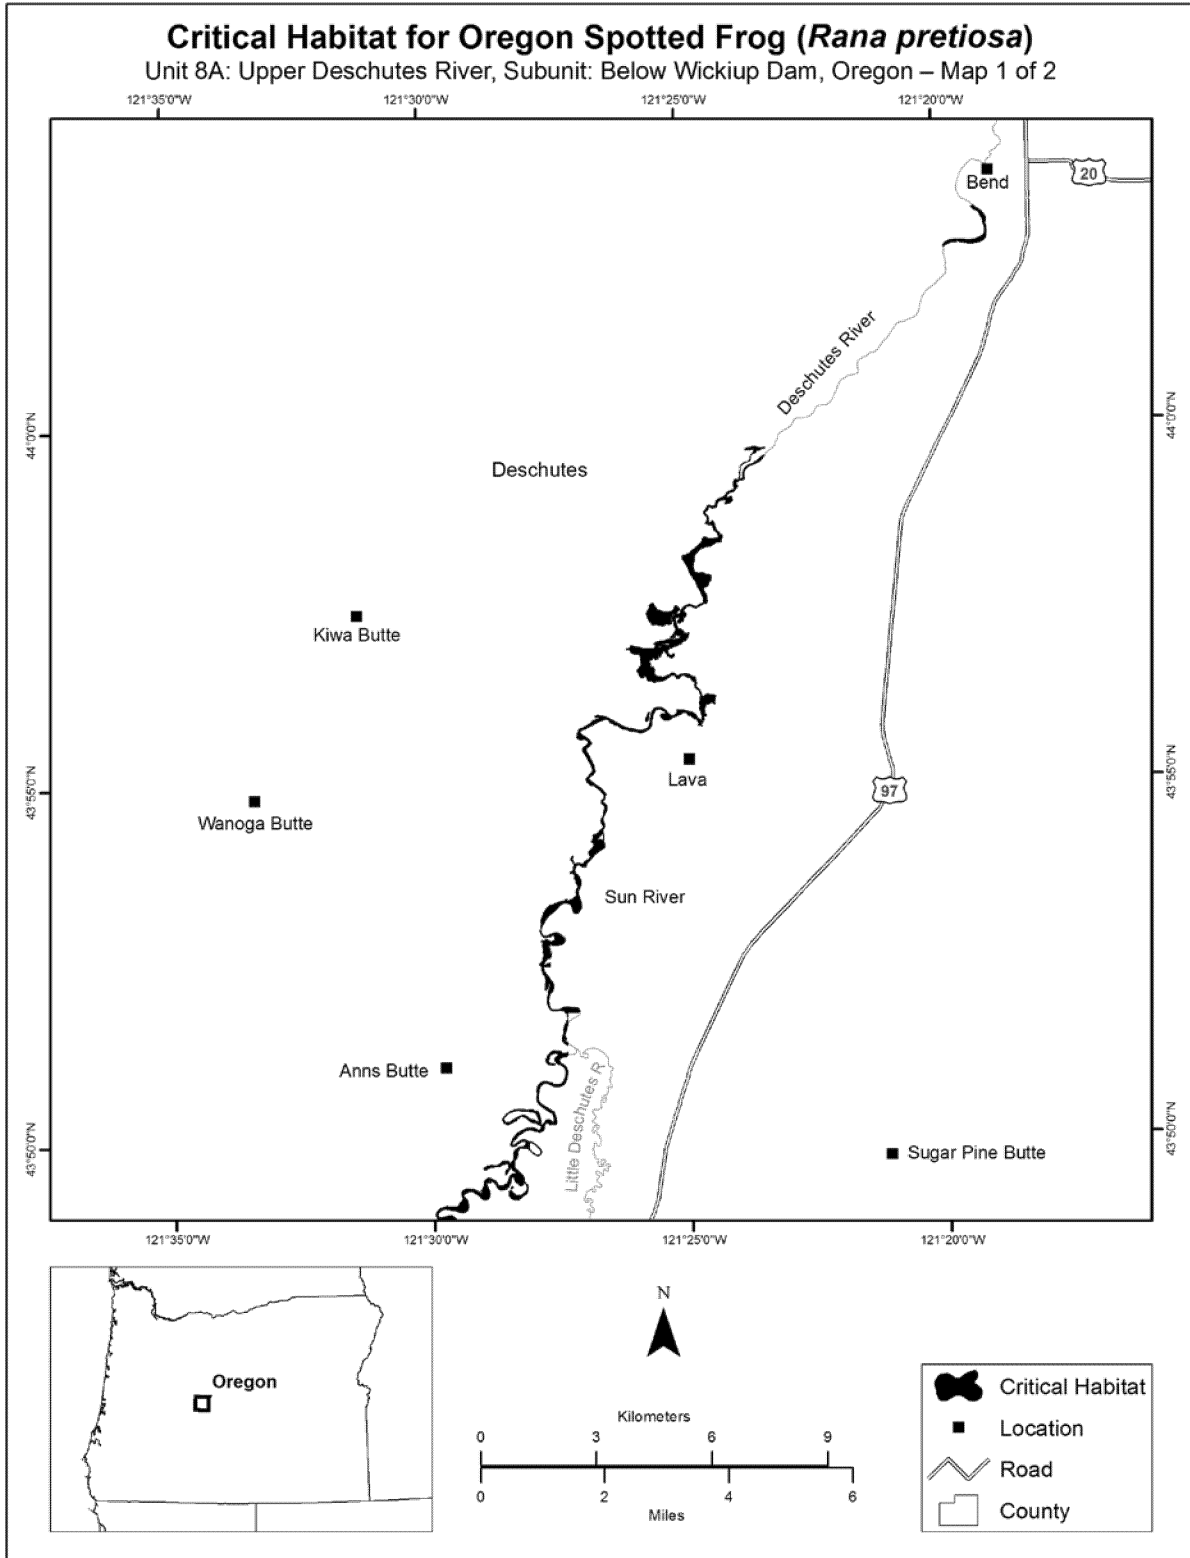 Critical Habitat for Oregon Spotted Frog (Rana pretiosa)
Unit 8A: Upper Deschutes River, Subunit: Below Wickiup Dam, Oregon – Map 1 of 2
121°35'0"W 121°30'0"W 121°25'0"W 121°20'0"W
Bend
20
Deschutes River
44°0'0"N
44°0'0"N
Deschutes
Kiwa Butte
Lava
43°55'0"N
43°55'0"N
97
Wanoga Butte
Sun River
Anns Butte
Little Deschutes R
43°50'0"N
43°50'0"N
Sugar Pine Butte
121°35'0"W 121°30'0"W 121°25'0"W 121°20'0"W
Oregon
N
Kilometers
0 3 6 9
0 2 4 6
Miles
Critical Habitat
Location
Road
County